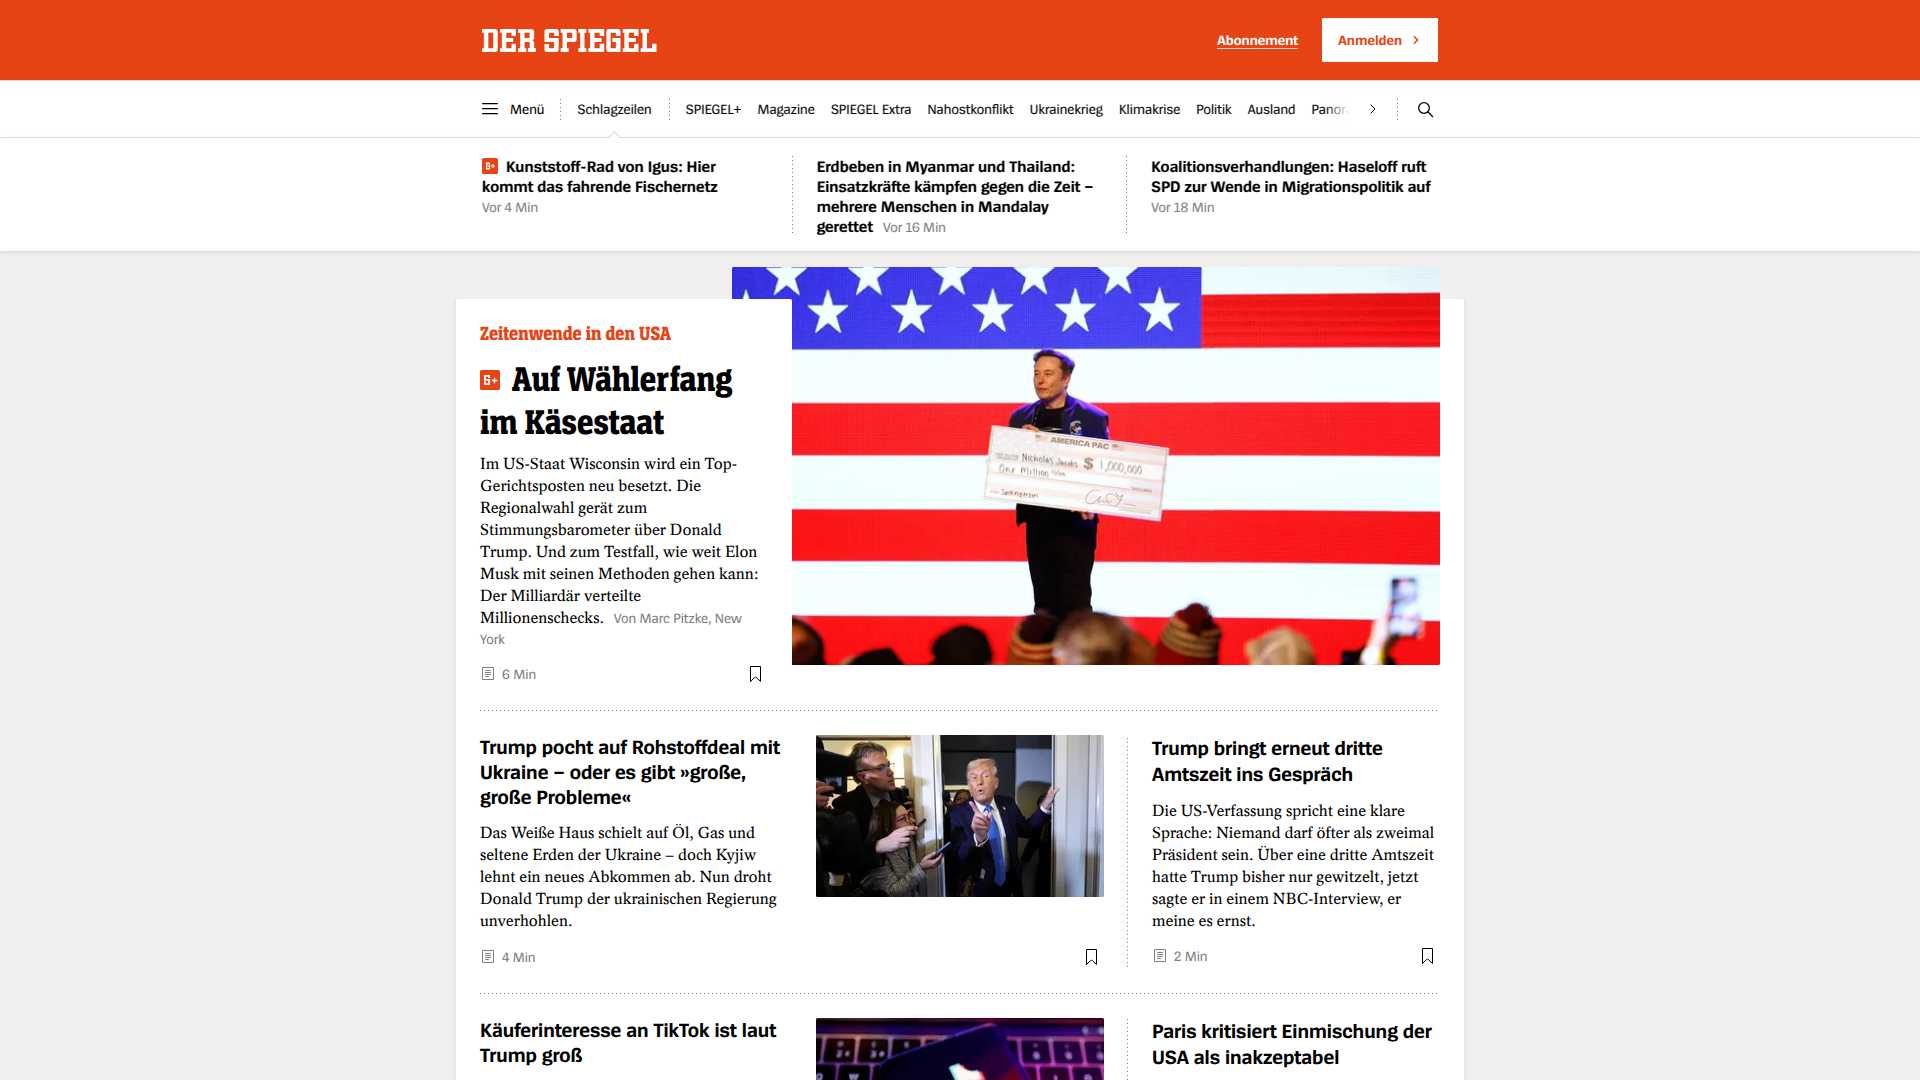 DER SPIEGEL
Abonnement
Anmelden
Menü
Schlagzeilen
SPIEGEL+
Magazine
SPIEGEL Extra
Nahostkonflikt
Ukrainekrieg
Klimakrise
Politik
Ausland
Kunststoff-Rad von Igus: Hier
kommt das fahrende Fischernetz
Vor 4 Min
Erdbeben in Myanmar und Thailand:
Einsatzkräfte kämpfen gegen die Zeit –
mehrere Menschen in Mandalay
gerettet Vor 16 Min
Koalitionsverhandlungen: Haseloff ruft
SPD zur Wende in Migrationspolitik auf
Vor 18 Min
Zeitenwende in den USA
S+ Auf Wählerfang
im Käsestaat
Im US-Staat Wisconsin wird ein Top-
Gerichtsposten neu besetzt. Die
Regionalwahl gerät zum
Stimmungsbarometer über Donald
Trump. Und zum Testfall, wie weit Elon
Musk mit seinen Methoden gehen kann:
Der Milliardär verteilte
Millionenschecks. Von Marc Pitzke, New
York
6 Min
AMERICA PAC
Nicholas Jacobs $ 1,000,000
One Million
Trump pocht auf Rohstoffdeal mit
Ukraine – oder es gibt »große,
große Probleme«
Das Weiße Haus schielt auf Öl, Gas und
seltene Erden der Ukraine – doch Kyjiw
lehnt ein neues Abkommen ab. Nun droht
Donald Trump der ukrainischen Regierung
unverhohlen.
4 Min
Trump bringt erneut dritte
Amtszeit ins Gespräch
Die US-Verfassung spricht eine klare
Sprache: Niemand darf öfter als zweimal
Präsident sein. Über eine dritte Amtszeit
hatte Trump bisher nur gewitzelt, jetzt
sagte er in einem NBC-Interview, er
meine es ernst.
2 Min
Käuferinteresse an TikTok ist laut
Trump groß
Paris kritisiert Einmischung der
USA als inakzeptabel